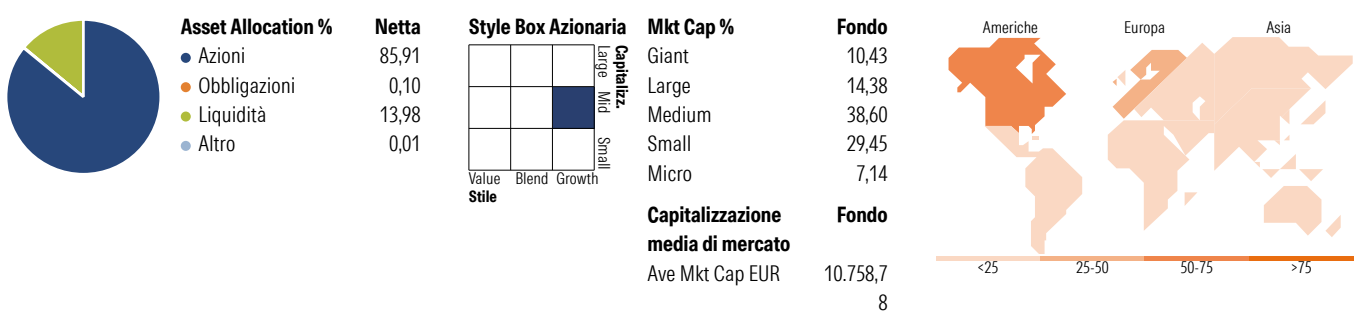 Asset Allocation % Netta
Azioni 85,91
Obbligazioni 0,10
Liquidità 13,98
Altro 0,01
Style Box Azionaria
Capitalizz.
Large
Mid
Small
Value Blend Growth
Stile
Mkt Cap % Fondo
Giant 10,43
Large 14,38
Medium 38,60
Small 29,45
Micro 7,14
Capitalizzazione Fondo
media di mercato
Ave Mkt Cap EUR 10.758,7
8
Americhe Europa Asia
<25 25-50 50-75 >75